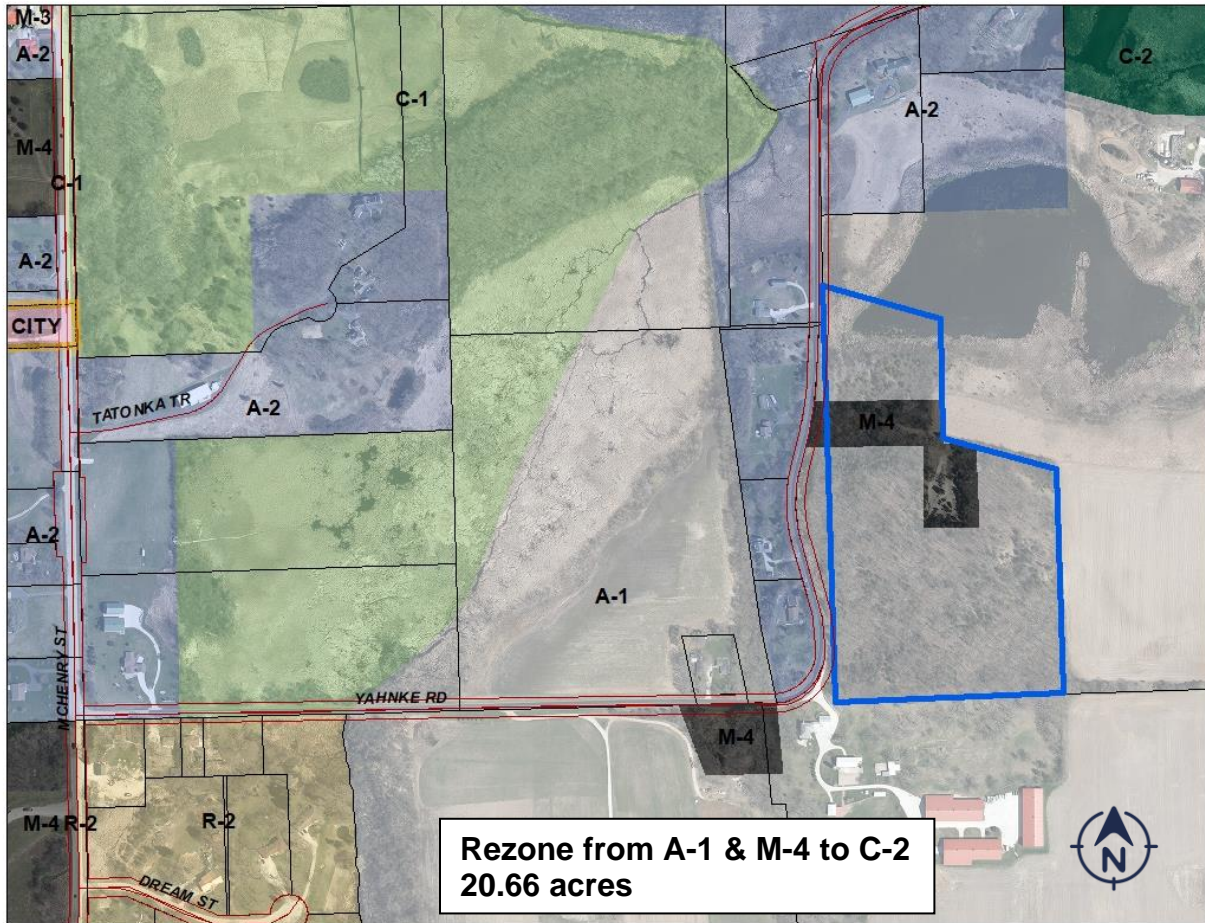 M-3
A-2
C-2
C-1
A-2
M-4
C-1
A-2
CITY
TATONKA TR
A-2
M-4
A-2
A-1
MCHENRY ST
YAHNKE RD
M-4
M-4 R-2
R-2
DREAM ST
Rezone from A-1 & M-4 to C-2
20.66 acres
N